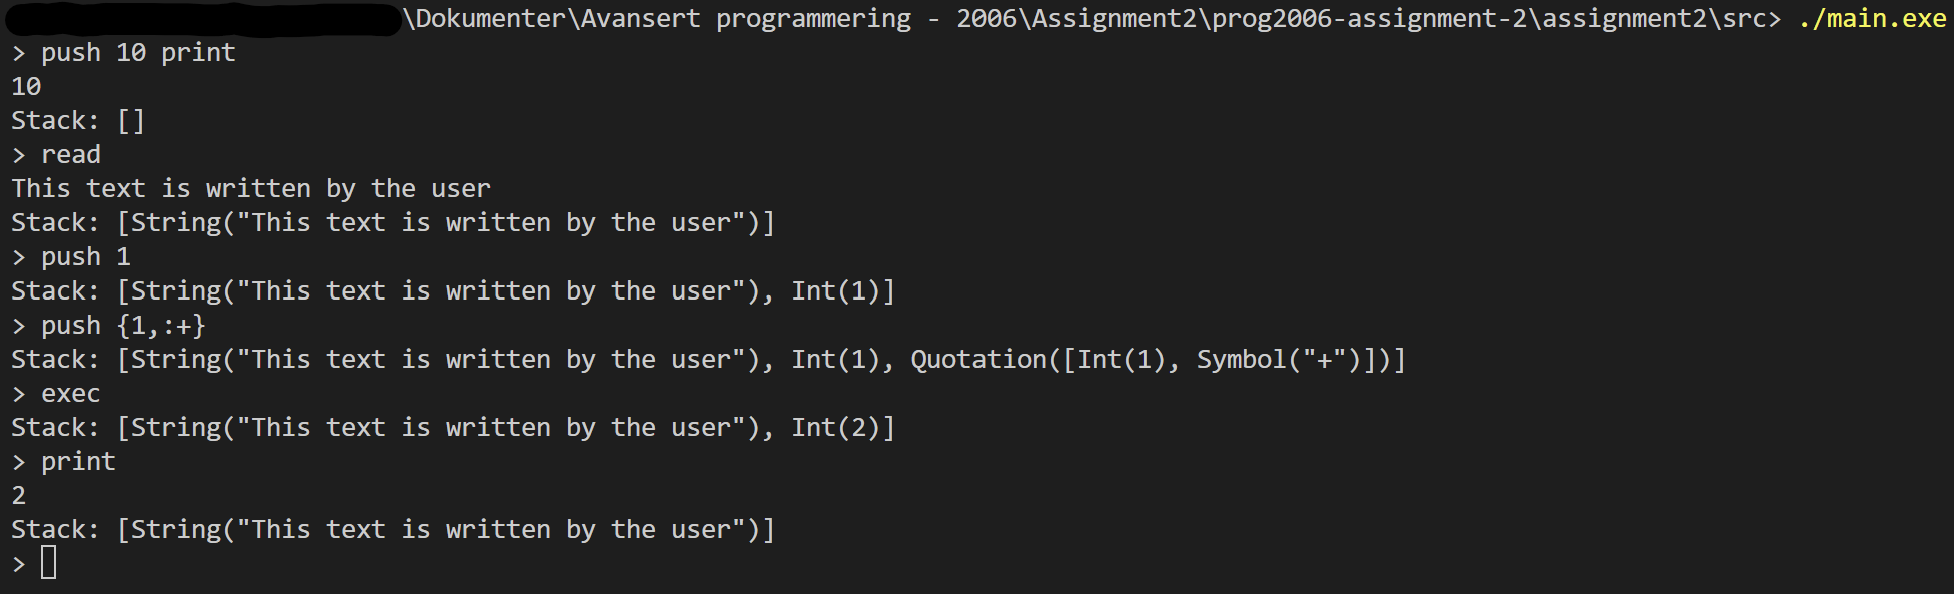 \Dokumenter\Avansert programmering - 2006\Assignment2\prog2006-assignment-2\assignment2\src> ./main.exe
> push 10 print
10
Stack: []
> read
This text is written by the user
Stack: [String("This text is written by the user")]
> push 1
Stack: [String("This text is written by the user"), Int(1)]
> push {1,:+}
Stack: [String("This text is written by the user"), Int(1), Quotation([Int(1), Symbol("+")])]
> exec
Stack: [String("This text is written by the user"), Int(2)]
> print
2
Stack: [String("This text is written by the user")]
>